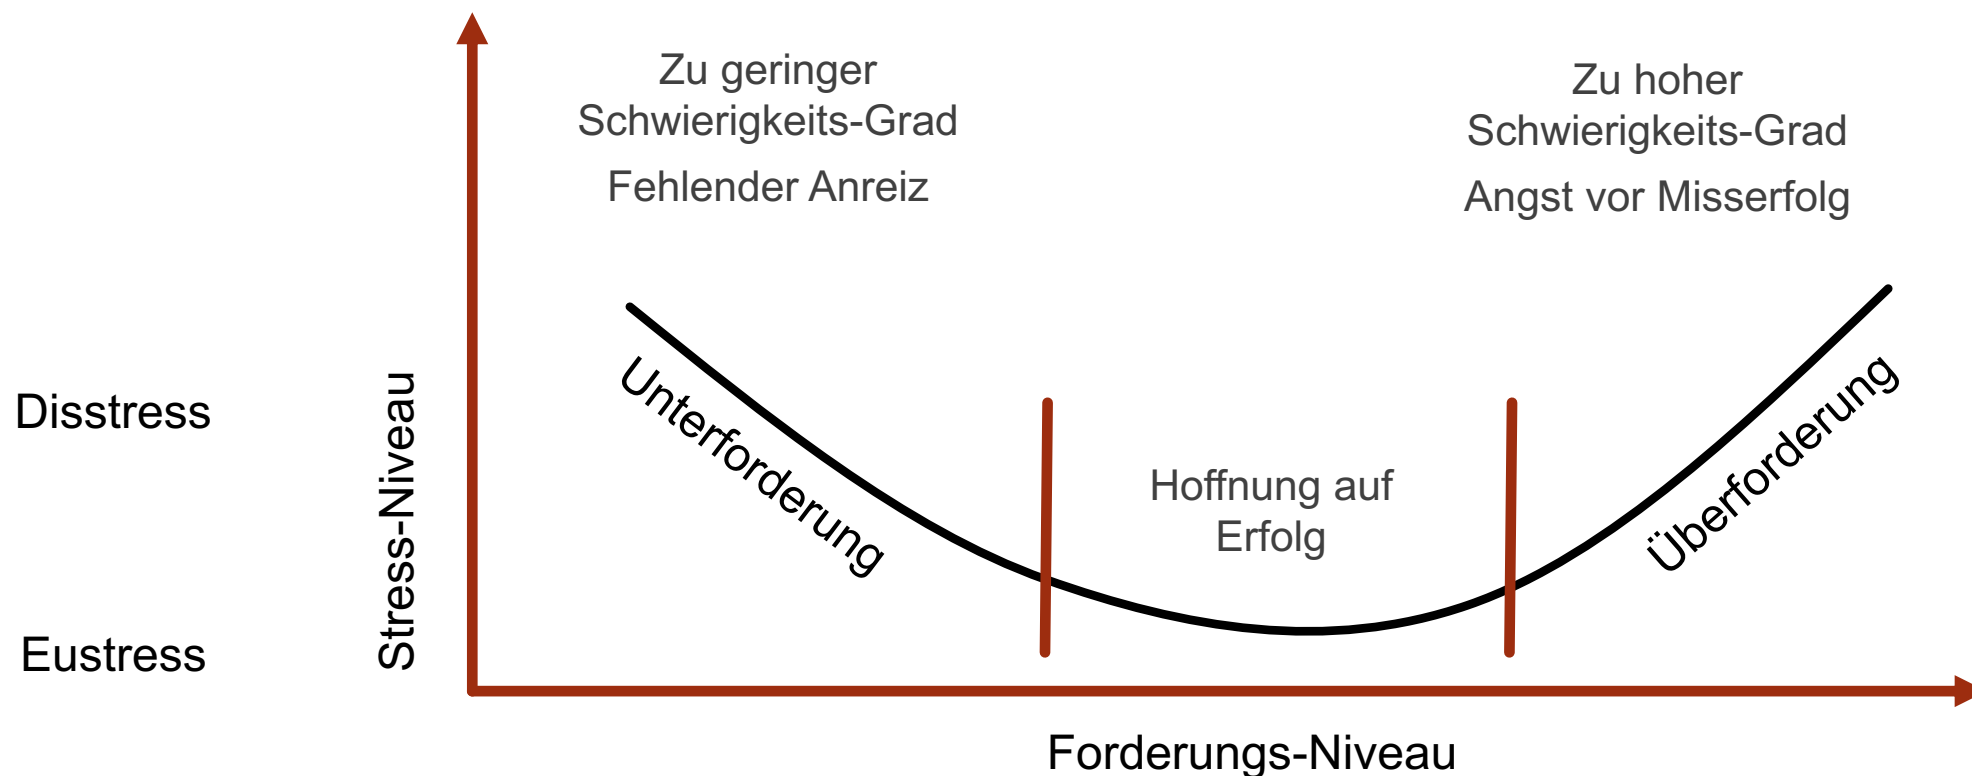 Zu geringer
Schwierigkeits-Grad
Fehlender Anreiz
Zu hoher
Schwierigkeits-Grad
Angst vor Misserfolg
Disstress
Eustress
Stress-Niveau
Unterforderung
Hoffnung auf
Erfolg
Überforderung
Forderungs-Niveau